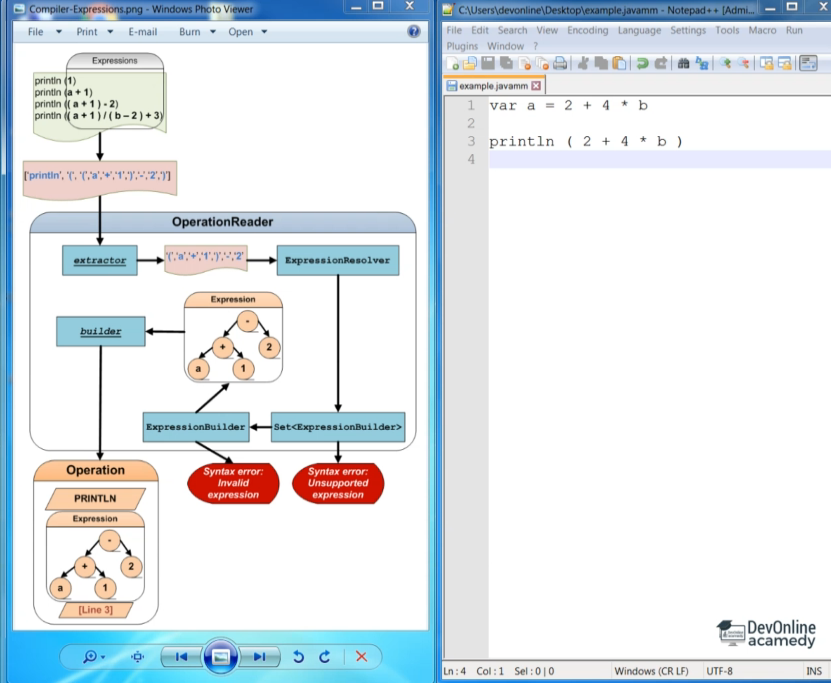 Compiler-Expressions.png - Windows Photo Viewer
File Print E-mail Burn Open
Expressions
println (1)
println (a + 1)
println (( a + 1 ) - 2)
println (( a + 1 ) / ( b – 2 ) + 3)
['println', '(', '(','a','+','1',')','-','2',')']
OperationReader
extractor
'(','a','+','1',')','-','2'
ExpressionResolver
Expression
-
+
2
a
1
builder
ExpressionBuilder
Set<ExpressionBuilder>
Syntax error:
Invalid
expression
Syntax error:
Unsupported
expression
Operation
PRINTLN
Expression
-
+
2
a
1
[Line 3]
C:\Users\devonline\Desktop\example.javamm - Notepad++ [Admi...
File Edit Search View Encoding Language Settings Tools Macro Run
Plugins Window ?
example.javamm
1 var a = 2 + 4 * b
2
3 println ( 2 + 4 * b )
4
DevOnline
acamedy
Ln : 4 Col : 1 Sel : 0 | 0 Windows (CR LF) UTF-8 INS